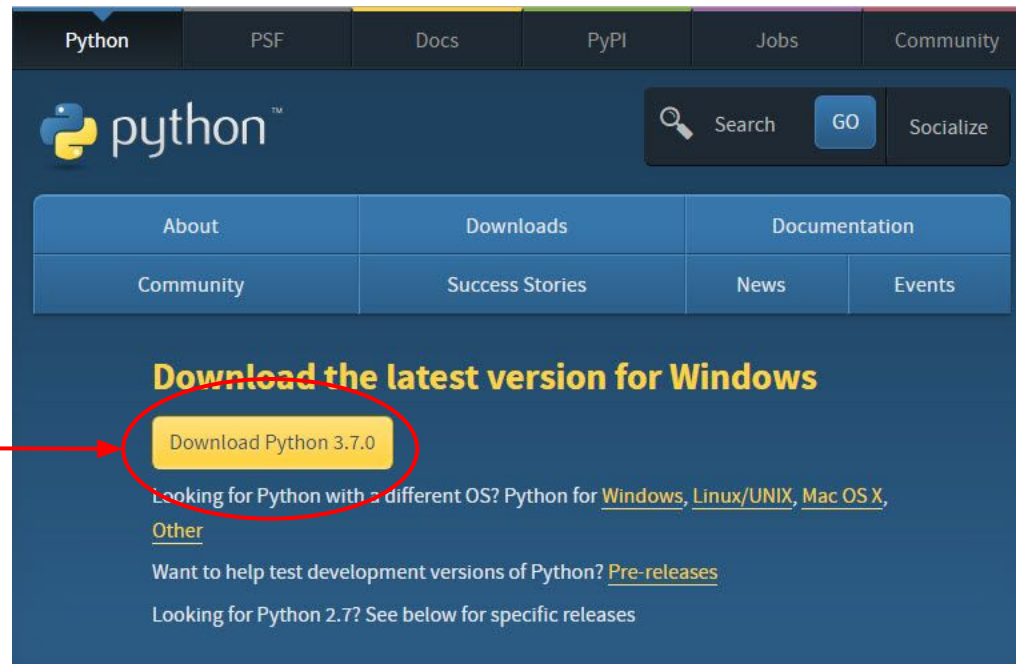 Python PSF Docs PyPI Jobs Community
python™
Search GO Socialize
About Downloads Documentation
Community Success Stories News Events
Download the latest version for Windows
Download Python 3.7.0
Looking for Python with a different OS? Python for Windows, Linux/UNIX, Mac OS X,
Other
Want to help test development versions of Python? Pre-releases
Looking for Python 2.7? See below for specific releases